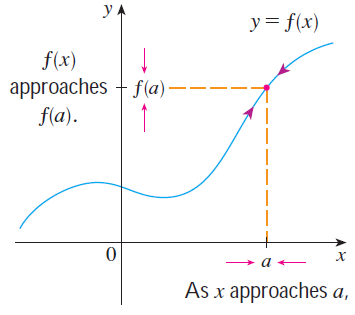 y
y = f(x)
f(x)
approaches
f(a).
f(a)
0
a
x
As x approaches a,